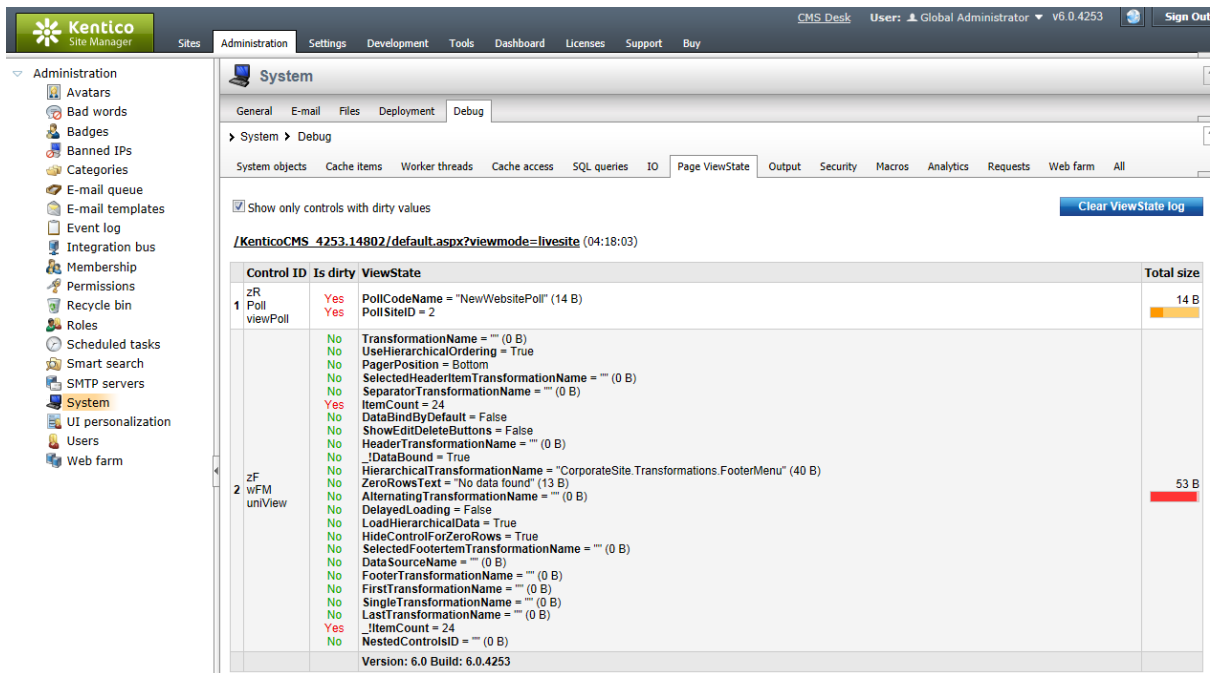 Kentico
Site Manager
CMS Desk User: Global Administrator v6.0.4253 Sign Out
Sites Administration Settings Development Tools Dashboard Licenses Support Buy
Administration
Avatars
Bad words
Badges
Banned IPs
Categories
E-mail queue
E-mail templates
Event log
Integration bus
Membership
Permissions
Recycle bin
Roles
Scheduled tasks
Smart search
SMTP servers
System
UI personalization
Users
Web farm
System
General E-mail Files Deployment Debug
> System > Debug
System objects Cache items Worker threads Cache access SQL queries IO Page ViewState Output Security Macros Analytics Requests Web farm All
Show only controls with dirty values
Clear ViewState log
/KenticoCMS_4253.14802/default.aspx?viewmode=livesite (04:18:03)
Control ID Is dirty ViewState Total size
1
zR
Poll
viewPoll
Yes PollCodeName = "NewWebsitePoll" (14 B)
Yes PollSiteID = 2
14 B
2
zF
wFM
uniView
No TransformationName = "" (0 B)
No UseHierarchicalOrdering = True
No PagerPosition = Bottom
No SelectedHeaderItemTransformationName = "" (0 B)
No SeparatorTransformationName = "" (0 B)
Yes ItemCount = 24
No DataBindByDefault = False
No ShowEditDeleteButtons = False
No HeaderTransformationName = "" (0 B)
No _!DataBound = True
No HierarchicalTransformationName = "CorporateSite.Transformations.FooterMenu" (40 B)
No ZeroRowsText = "No data found" (13 B)
No AlternatingTransformationName = "" (0 B)
No DelayedLoading = False
No LoadHierarchicalData = True
No HideControlForZeroRows = True
No SelectedFooterItemTransformationName = "" (0 B)
No DataSourceName = "" (0 B)
No FooterTransformationName = "" (0 B)
No FirstTransformationName = "" (0 B)
No SingleTransformationName = "" (0 B)
No LastTransformationName = "" (0 B)
Yes _!ItemCount = 24
No NestedControlsID = "" (0 B)
53 B
Version: 6.0 Build: 6.0.4253